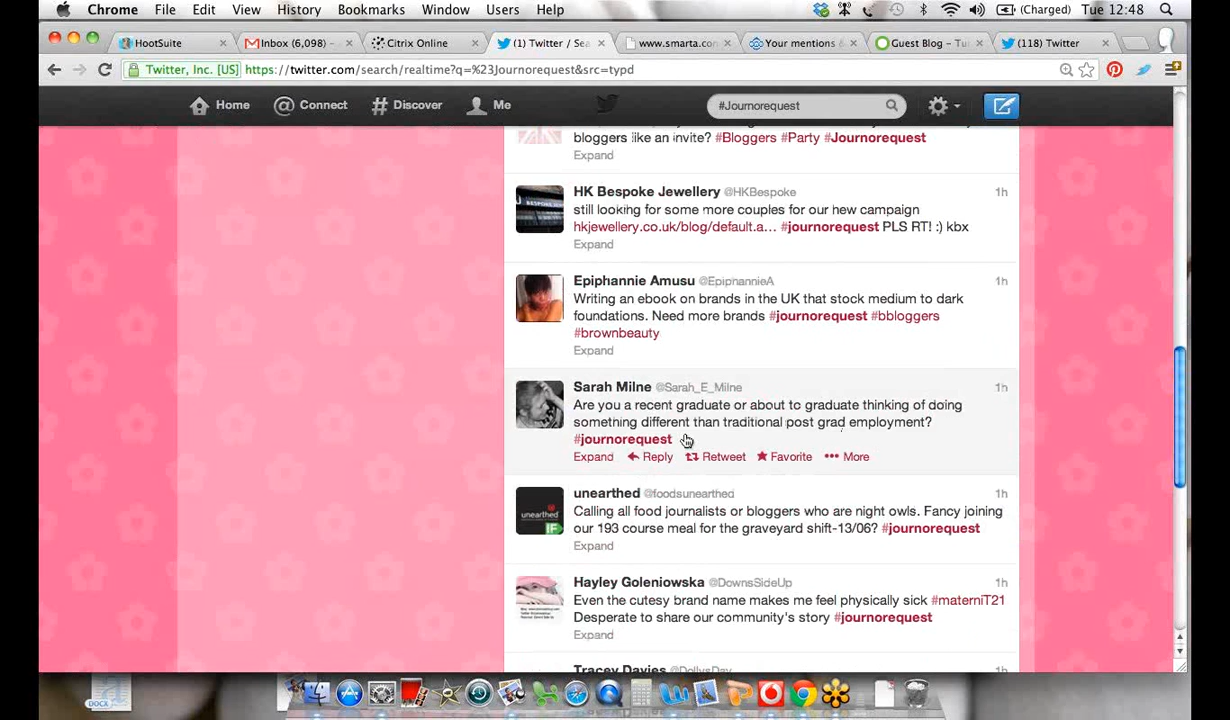 Chrome File Edit View History Bookmarks Window Users Help (Charged) Tue 12:48
HootSuite Inbox (6,098) - Citrix Online (1) Twitter / Sea www.smarta.con Your mentions Guest Blog - Tu (118) Twitter
Twitter, Inc. [US] https://twitter.com/search/realtime?q=%23Journorequest&src=typd
Home Connect Discover Me #Journorequest
bloggers like an invite? #Bloggers #Party #Journorequest
Expand
HK Bespoke Jewellery @HKBespoke 1h
still looking for some more couples for our new campaign
hkjewellery.co.uk/blog/default.a... #journorequest PLS RT! :) kbx
Expand
Epiphannie Amusu @EpiphannieA 1h
Writing an ebook on brands in the UK that stock medium to dark
foundations. Need more brands #journorequest #bbloggers
#brownbeauty
Expand
Sarah Milne @Sarah_E_Milne 1h
Are you a recent graduate or about to graduate thinking of doing
something different than traditional post grad employment?
#journorequest
Expand Reply Retweet Favorite More
unearthed @foodsunearthed 1h
Calling all food journalists or bloggers who are night owls. Fancy joining
our 193 course meal for the graveyard shift-13/06? #journorequest
Expand
Hayley Goleniowska @DownsSideUp 1h
Even the cutesy brand name makes me feel physically sick #materniT21
Desperate to share our community's story #journorequest
Expand
Tracey Davies @DollysDay
DOCX